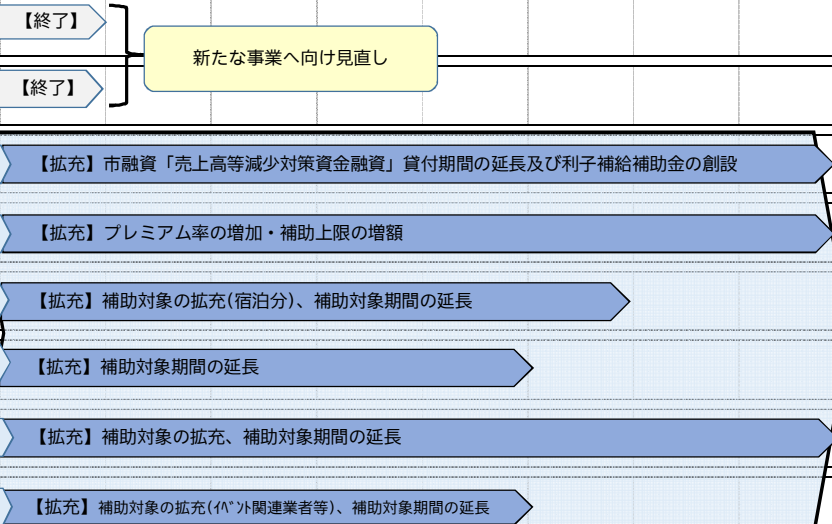 【終了】
新たな事業へ向け見直し
【終了】
【拡充】市融資「売上高等減少対策資金融資」貸付期間の延長及び利子補給補助金の創設
【拡充】プレミアム率の増加・補助上限の増額
【拡充】補助対象の拡充(宿泊分)、補助対象期間の延長
【拡充】補助対象期間の延長
【拡充】補助対象の拡充、補助対象期間の延長
【拡充】補助対象の拡充(ｲﾍﾞﾝﾄ関連業者等)、補助対象期間の延長